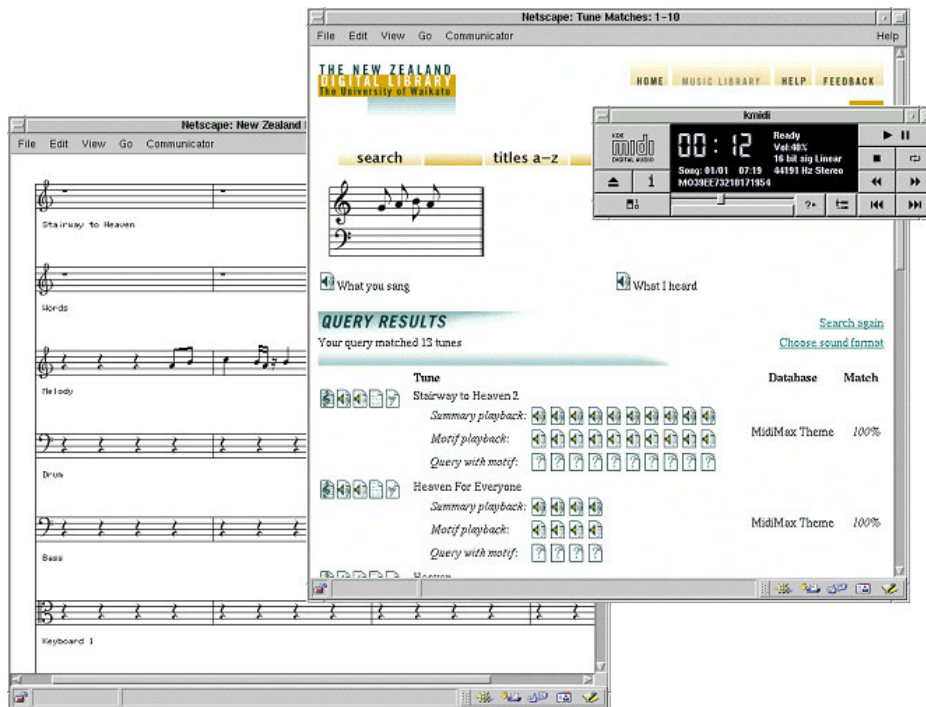 Netscape: Tune Matches: 1-10
File Edit View Go Communicator Help
THE NEW ZEALAND
DIGITAL LIBRARY
The University of Waikato
HOME MUSIC LIBRARY HELP FEEDBACK
search titles a-z
What you sang What I heard
QUERY RESULTS
Search again
Your query matched 13 tunes
Choose sound format
Tune Database Match
Stairway to Heaven 2
Summary playback:
Motif playback:
MidiMax Theme 100%
Query with motif:
Heaven For Everyone
Summary playback:
Motif playback:
MidiMax Theme 100%
Query with motif:
Heaven
kmidi
KDE
midi
DIGITAL AUDIO
00:12
Ready
Vol:40%
16 bit sig Linear
Song: 01/01 07:19 44191 Hz Stereo
MO39EE73210171954
Netscape: New Zealand
File Edit View Go Communicator
Stairway to Heaven
Words
Melody
Drum
Bass
Keyboard 1